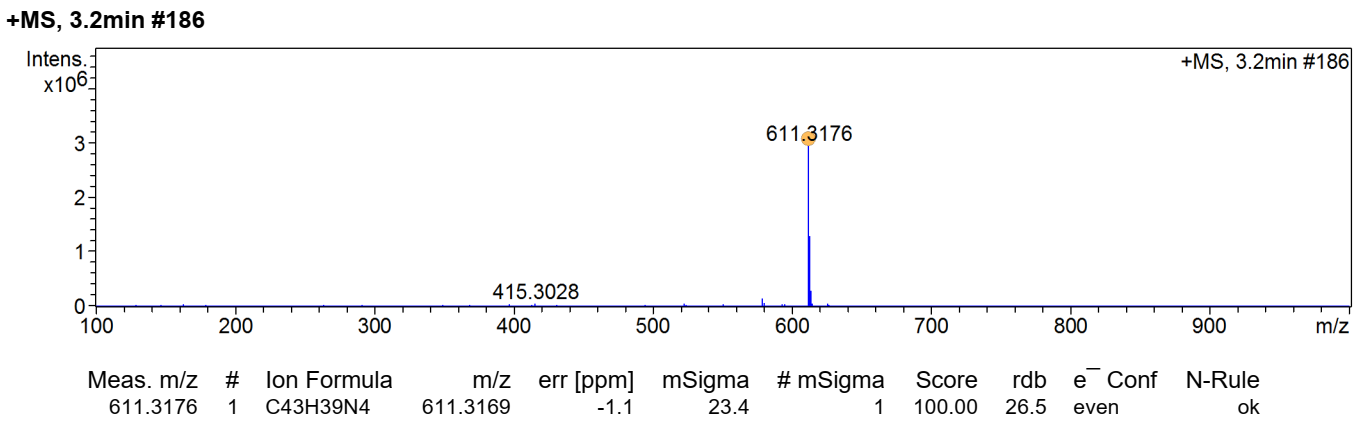 +MS, 3.2min #186
Intens.
x10⁶
+MS, 3.2min #186
611.3176
3
2
1
415.3028
0
100 200 300 400 500 600 700 800 900 m/z
Meas. m/z # Ion Formula m/z err [ppm] mSigma # mSigma Score rdb e⁻ Conf N-Rule
611.3176 1 C43H39N4 611.3169 -1.1 23.4 1 100.00 26.5 even ok